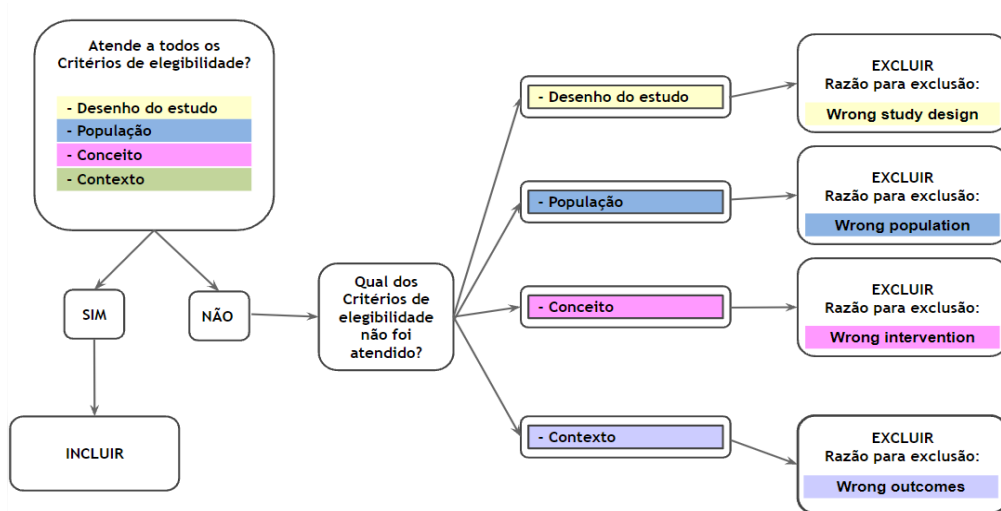 Atende a todos os
Critérios de elegibilidade?
- Desenho do estudo
- População
- Conceito
- Contexto
SIM
NÃO
INCLUIR
Qual dos
Critérios de
elegibilidade
não foi
atendido?
- Desenho do estudo
EXCLUIR
Razão para exclusão:
Wrong study design
- População
EXCLUIR
Razão para exclusão:
Wrong population
- Conceito
EXCLUIR
Razão para exclusão:
Wrong intervention
- Contexto
EXCLUIR
Razão para exclusão:
Wrong outcomes